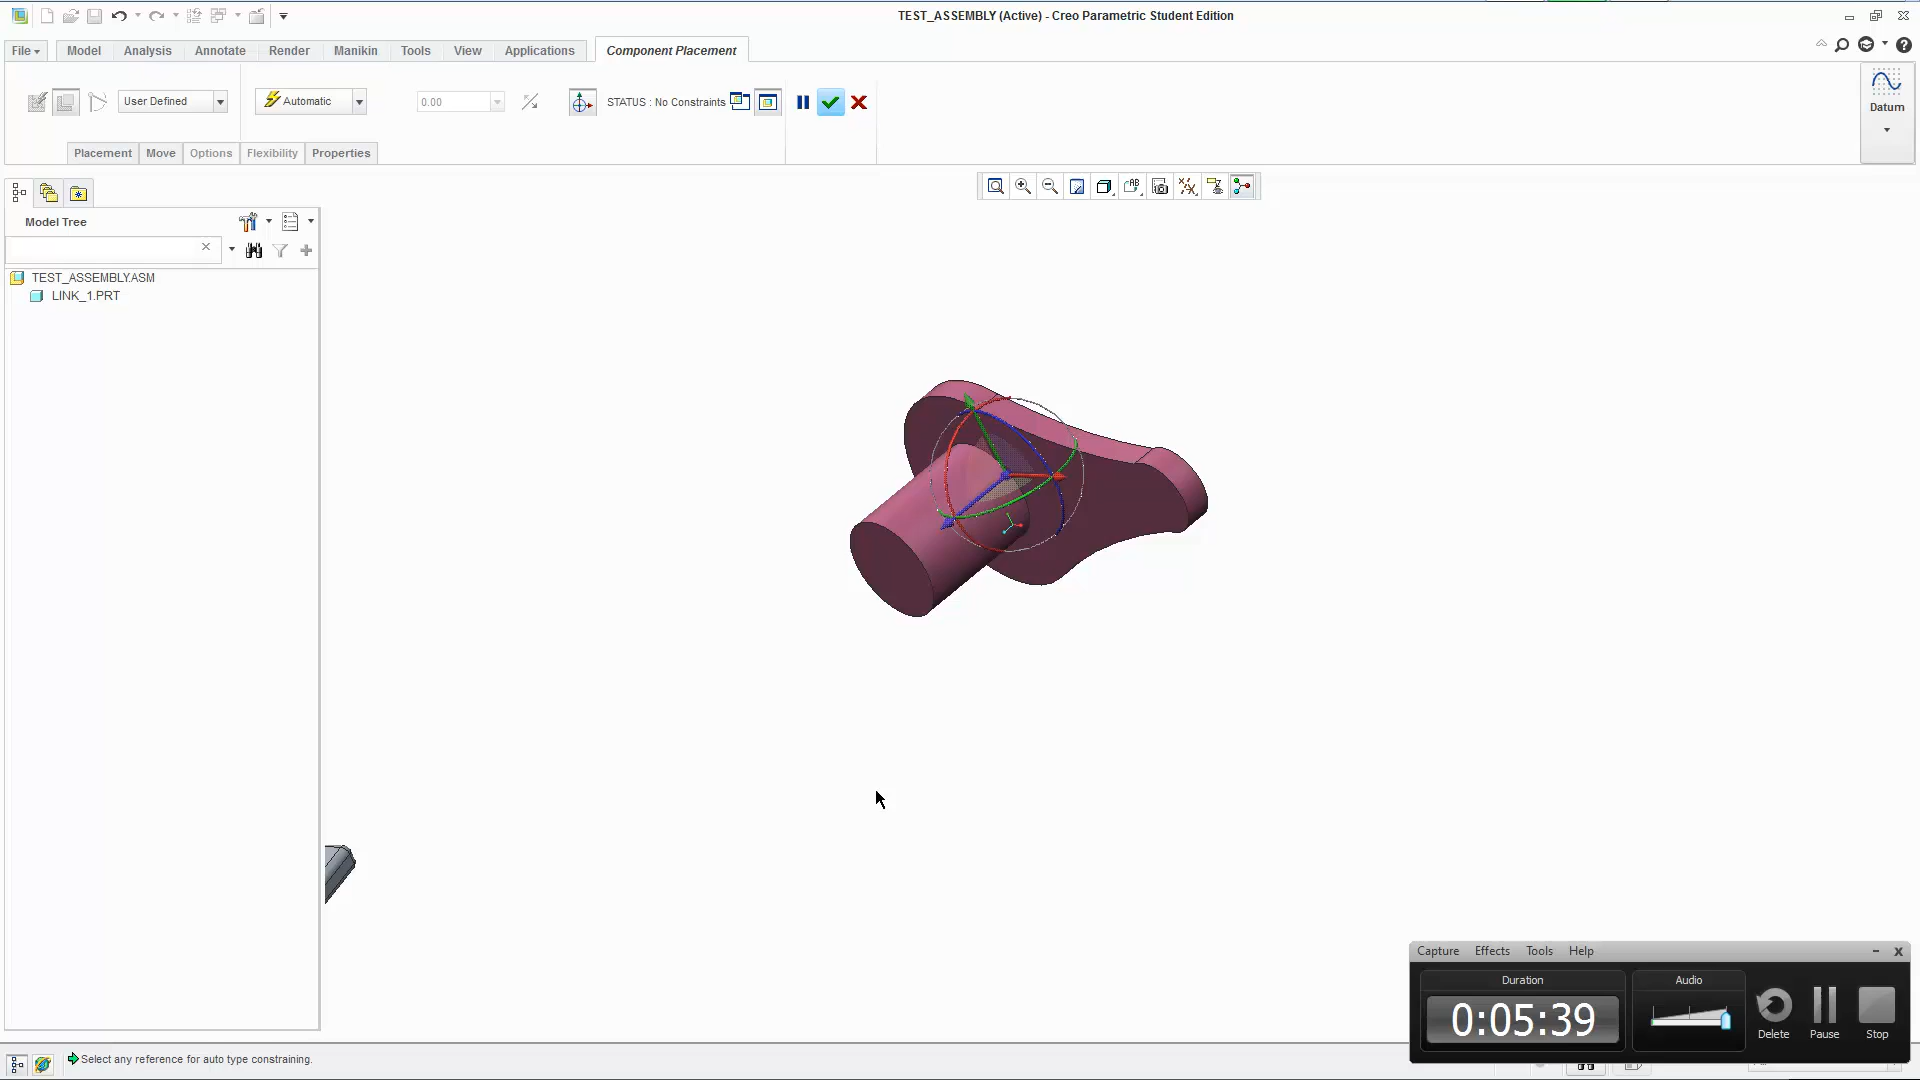 TEST_ASSEMBLY (Active) - Creo Parametric Student Edition
File Model Analysis Annotate Render Manikin Tools View Applications Component Placement
User Defined Automatic 0.00 STATUS : No Constraints
Datum
Placement Move Options Flexibility Properties
Model Tree
TEST_ASSEMBLY.ASM
LINK_1.PRT
Capture Effects Tools Help
Duration Audio
0:05:39
Delete Pause Stop
Select any reference for auto type constraining.